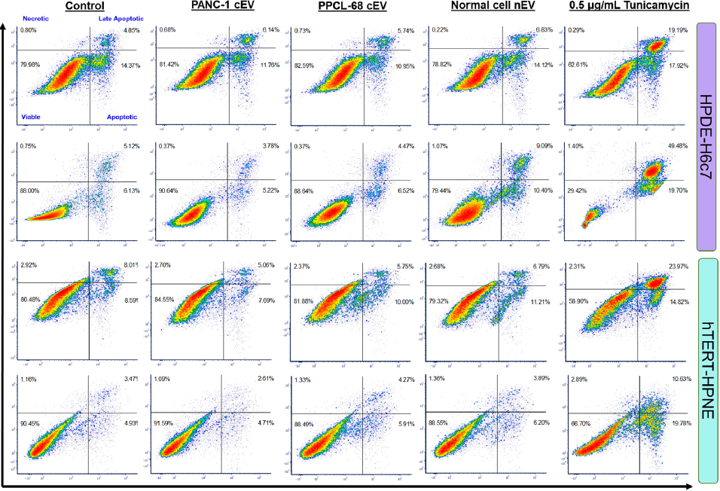 Control PANC-1 cEV PPCL-68 cEV Normal cell nEV 0.5 µg/mL Tunicamycin
Necrotic Late Apoptotic
0.80% 4.85% 0.68% 6.14% 0.73% 5.74% 0.22% 6.83% 0.29% 19.19%
79.98% 14.37% 81.42% 11.76% 82.59% 10.95% 78.82% 14.12% 62.61% 17.92%
Viable Apoptotic
HPDE-H6c7
0.75% 5.12% 0.37% 3.78% 0.37% 4.47% 1.07% 9.09% 1.40% 49.48%
88.00% 6.13% 90.64% 5.22% 88.64% 6.52% 79.44% 10.40% 29.42% 19.70%
2.92% 8.01% 2.70% 5.06% 2.37% 5.75% 2.68% 6.79% 2.31% 23.97%
80.48% 8.59% 84.55% 7.69% 81.88% 10.00% 79.32% 11.21% 58.90% 14.82%
hTERT-HPNE
1.16% 3.47% 1.09% 2.61% 1.33% 4.27% 1.36% 3.89% 2.89% 10.63%
90.45% 4.93% 91.59% 4.71% 88.49% 5.91% 88.55% 6.20% 66.70% 19.78%